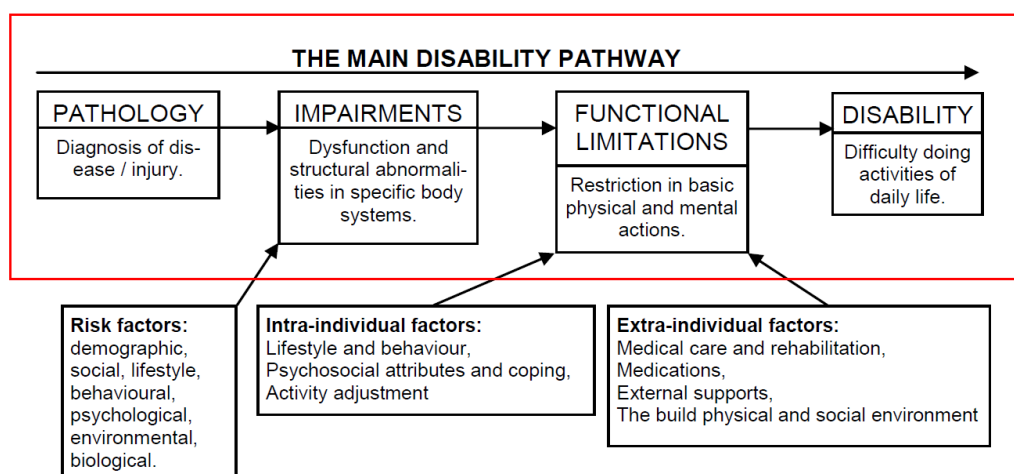 THE MAIN DISABILITY PATHWAY
PATHOLOGY
Diagnosis of dis-
ease / injury.
IMPAIRMENTS
Dysfunction and
structural abnormali-
ties in specific body
systems.
FUNCTIONAL
LIMITATIONS
Restriction in basic
physical and mental
actions.
DISABILITY
Difficulty doing
activities of
daily life.
Risk factors:
demographic,
social, lifestyle,
behavioural,
psychological,
environmental,
biological.
Intra-individual factors:
Lifestyle and behaviour,
Psychosocial attributes and coping,
Activity adjustment
Extra-individual factors:
Medical care and rehabilitation,
Medications,
External supports,
The build physical and social environment